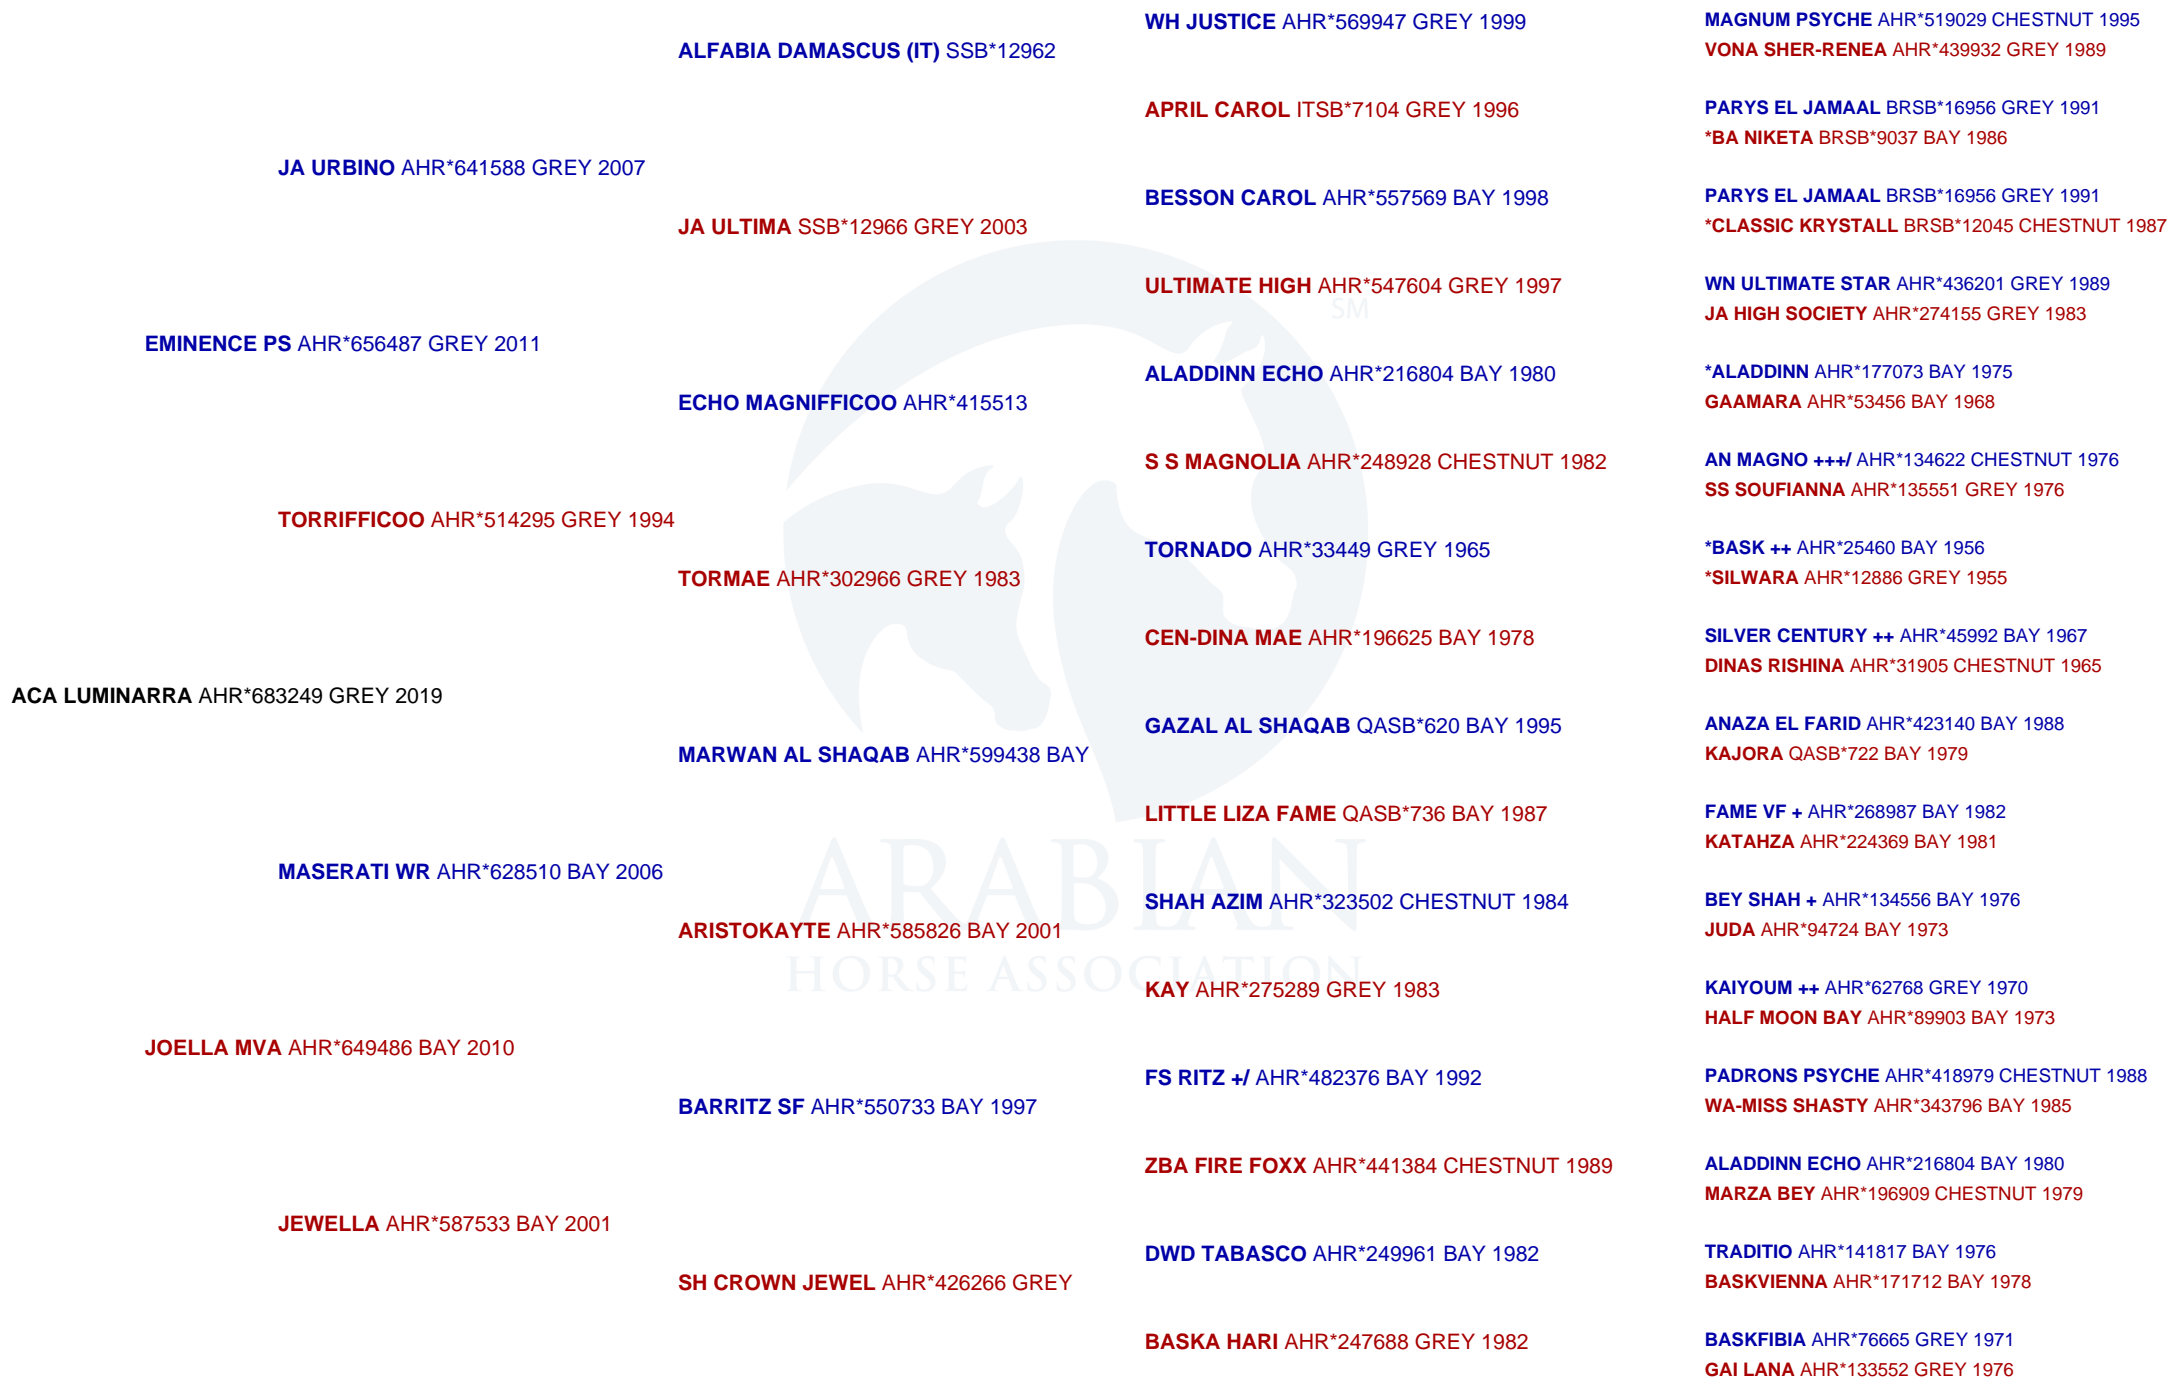 WH JUSTICE AHR*569947 GREY 1999
MAGNUM PSYCHE AHR*519029 CHESTNUT 1995
ALFABIA DAMASCUS (IT) SSB*12962
VONA SHER-RENEA AHR*439932 GREY 1989
APRIL CAROL ITSB*7104 GREY 1996
PARYS EL JAMAAL BRSB*16956 GREY 1991
*BA NIKETA BRSB*9037 BAY 1986
JA URBINO AHR*641588 GREY 2007
BESSON CAROL AHR*557569 BAY 1998
PARYS EL JAMAAL BRSB*16956 GREY 1991
JA ULTIMA SSB*12966 GREY 2003
*CLASSIC KRYSTALL BRSB*12045 CHESTNUT 1987
ULTIMATE HIGH AHR*547604 GREY 1997
WN ULTIMATE STAR AHR*436201 GREY 1989
SM
JA HIGH SOCIETY AHR*274155 GREY 1983
EMINENCE PS AHR*656487 GREY 2011
ALADDINN ECHO AHR*216804 BAY 1980
*ALADDINN AHR*177073 BAY 1975
ECHO MAGNIFFICOO AHR*415513
GAAMARA AHR*53456 BAY 1968
S S MAGNOLIA AHR*248928 CHESTNUT 1982
AN MAGNO +++/ AHR*134622 CHESTNUT 1976
SS SOUFIANNA AHR*135551 GREY 1976
TORRIFFICOO AHR*514295 GREY 1994
TORNADO AHR*33449 GREY 1965
*BASK ++ AHR*25460 BAY 1956
TORMAE AHR*302966 GREY 1983
*SILWARA AHR*12886 GREY 1955
CEN-DINA MAE AHR*196625 BAY 1978
SILVER CENTURY ++ AHR*45992 BAY 1967
DINAS RISHINA AHR*31905 CHESTNUT 1965
ACA LUMINARRA AHR*683249 GREY 2019
GAZAL AL SHAQAB QASB*620 BAY 1995
ANAZA EL FARID AHR*423140 BAY 1988
MARWAN AL SHAQAB AHR*599438 BAY
KAJORA QASB*722 BAY 1979
LITTLE LIZA FAME QASB*736 BAY 1987
FAME VF + AHR*268987 BAY 1982
KATAHZA AHR*224369 BAY 1981
MASERATI WR AHR*628510 BAY 2006
ARABIAN
SHAH AZIM AHR*323502 CHESTNUT 1984
BEY SHAH + AHR*134556 BAY 1976
ARISTOKAYTE AHR*585826 BAY 2001
JUDA AHR*94724 BAY 1973
HORSE ASSOCIATION
KAY AHR*275289 GREY 1983
KAIYOUM ++ AHR*62768 GREY 1970
HALF MOON BAY AHR*89903 BAY 1973
JOELLA MVA AHR*649486 BAY 2010
FS RITZ +/ AHR*482376 BAY 1992
PADRONS PSYCHE AHR*418979 CHESTNUT 1988
BARRITZ SF AHR*550733 BAY 1997
WA-MISS SHASTY AHR*343796 BAY 1985
ZBA FIRE FOXX AHR*441384 CHESTNUT 1989
ALADDINN ECHO AHR*216804 BAY 1980
MARZA BEY AHR*196909 CHESTNUT 1979
JEWELLA AHR*587533 BAY 2001
DWD TABASCO AHR*249961 BAY 1982
TRADITIO AHR*141817 BAY 1976
SH CROWN JEWEL AHR*426266 GREY
BASKVIENNA AHR*171712 BAY 1978
BASKA HARI AHR*247688 GREY 1982
BASKFIBIA AHR*76665 GREY 1971
GAI LANA AHR*133552 GREY 1976